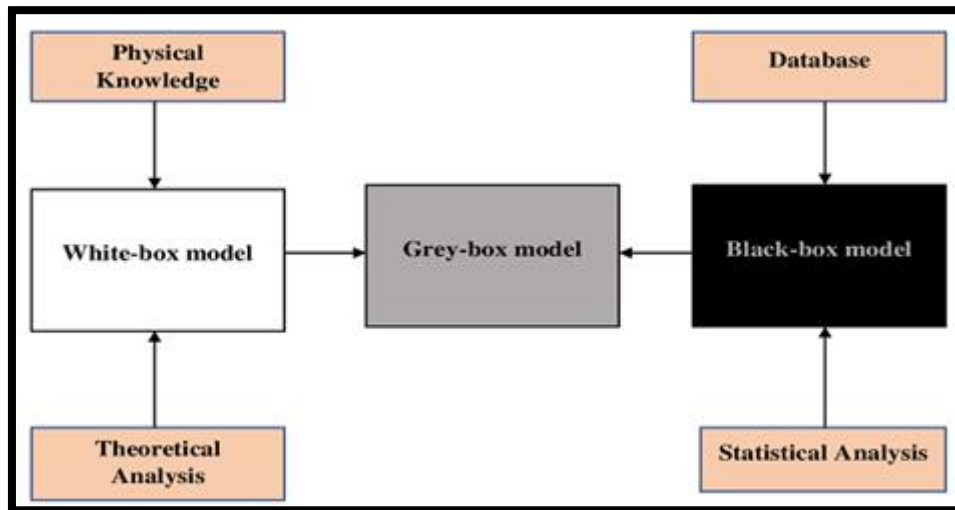 Physical
Knowledge
Database
White-box model
Grey-box model
Black-box model
Theoretical
Analysis
Statistical Analysis